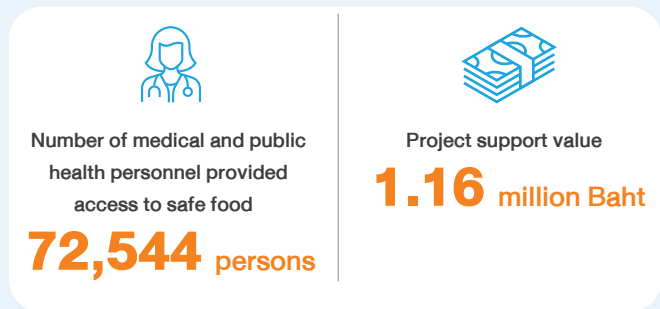 Number of medical and public
health personnel provided
access to safe food
72,544 persons
Project support value
1.16 million Baht